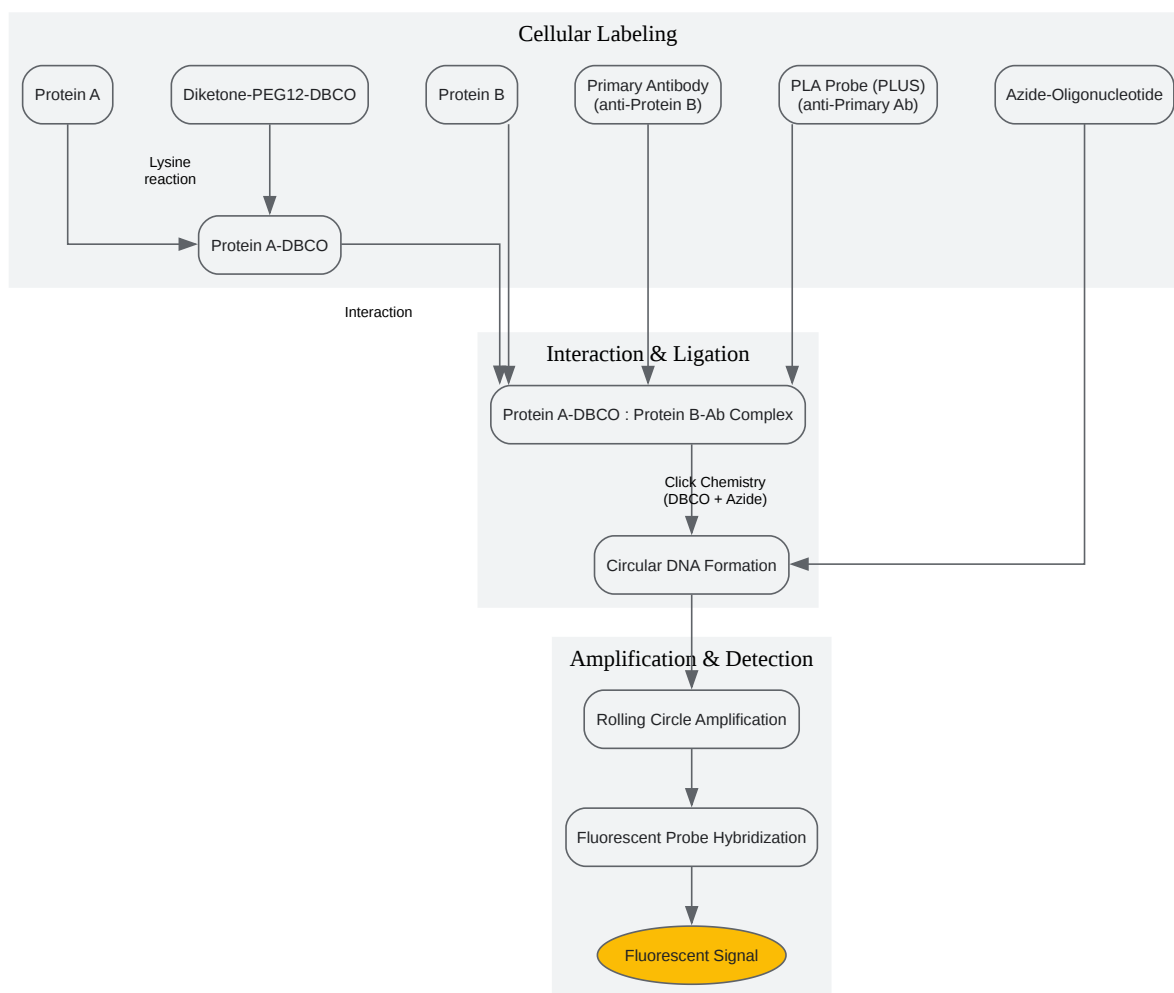 Cellular Labeling
Protein A
Diketone-PEG12-DBCO
Protein B
Primary Antibody
(anti-Protein B)
PLA Probe (PLUS)
(anti-Primary Ab)
Azide-Oligonucleotide
Lysine
reaction
Protein A-DBCO
Interaction
Interaction & Ligation
Protein A-DBCO : Protein B-Ab Complex
Click Chemistry
(DBCO + Azide)
Circular DNA Formation
Amplification & Detection
Rolling Circle Amplification
Fluorescent Probe Hybridization
Fluorescent Signal